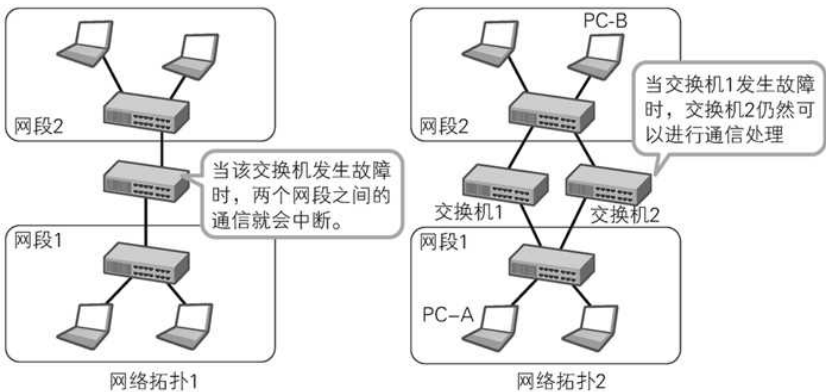 网段2
当该交换机发生故障
时，两个网段之间的
通信就会中断。
网段1
网络拓扑1
PC-B
网段2
当交换机1发生故障
时，交换机2仍然可
以进行通信处理
交换机1
交换机2
网段1
PC-A
网络拓扑2